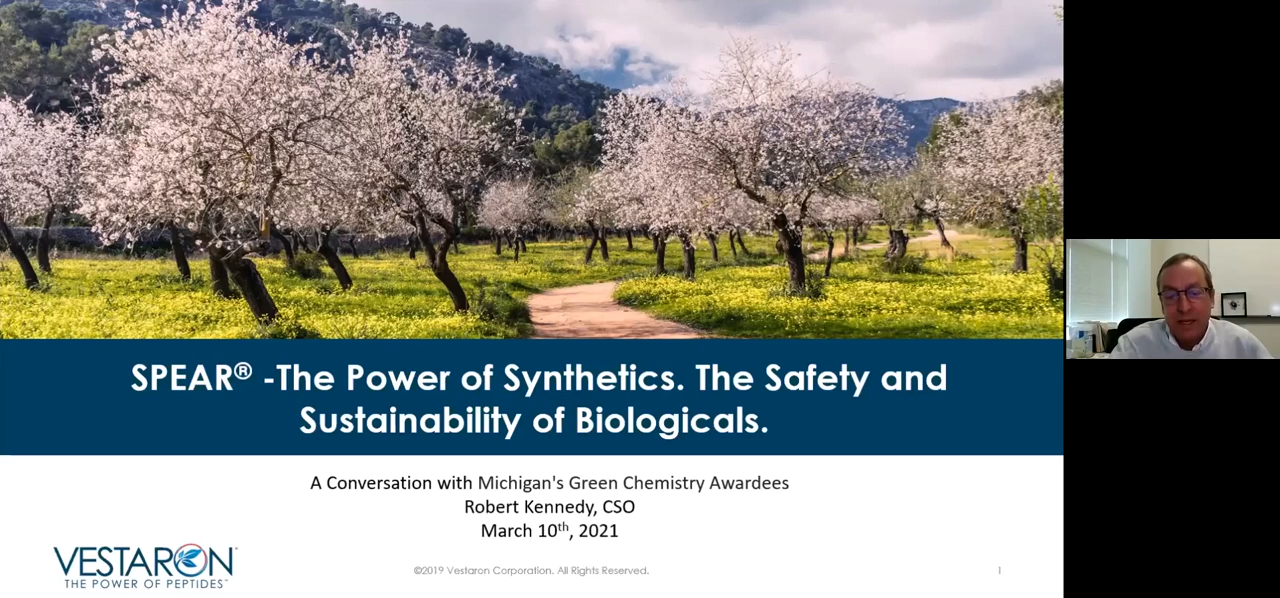 SPEAR® -The Power of Synthetics. The Safety and
Sustainability of Biologicals.
A Conversation with Michigan's Green Chemistry Awardees
Robert Kennedy, CSO
March 10th, 2021
VESTARON
THE POWER OF PEPTIDES™
©2019 Vestaron Corporation. All Rights Reserved.
1